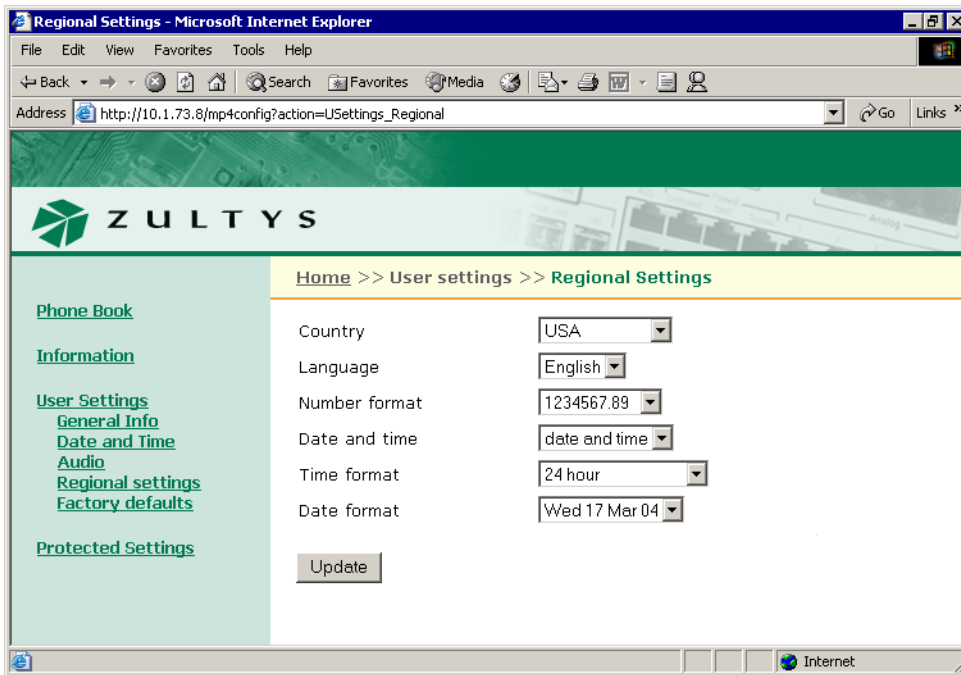 Regional Settings - Microsoft Internet Explorer
File Edit View Favorites Tools Help
Back Search Favorites Media
Address http://10.1.73.8/mp4config?action=USettings_Regional Go Links »
ZULTYS
Home >> User settings >> Regional Settings
Phone Book
Information
User Settings
General Info
Date and Time
Audio
Regional settings
Factory defaults
Protected Settings
Country USA
Language English
Number format 1234567.89
Date and time date and time
Time format 24 hour
Date format Wed 17 Mar 04
Update
Internet